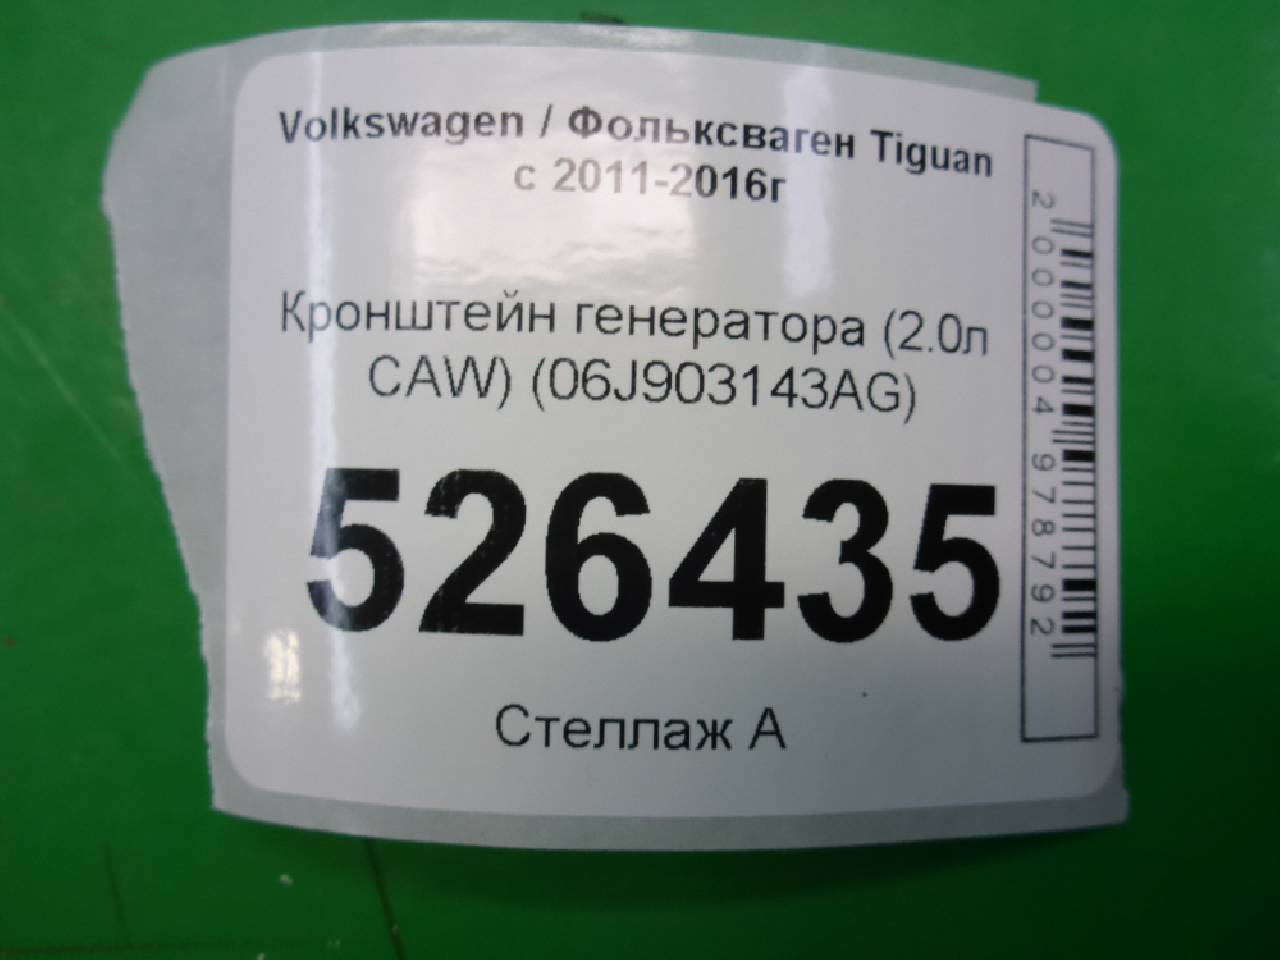 Volkswagen / Фольксваген Tiguan
с 2011-2016г
Кронштейн генератора (2.0л
CAW) (06J903143AG)
526435
Стеллаж А
2000004978792